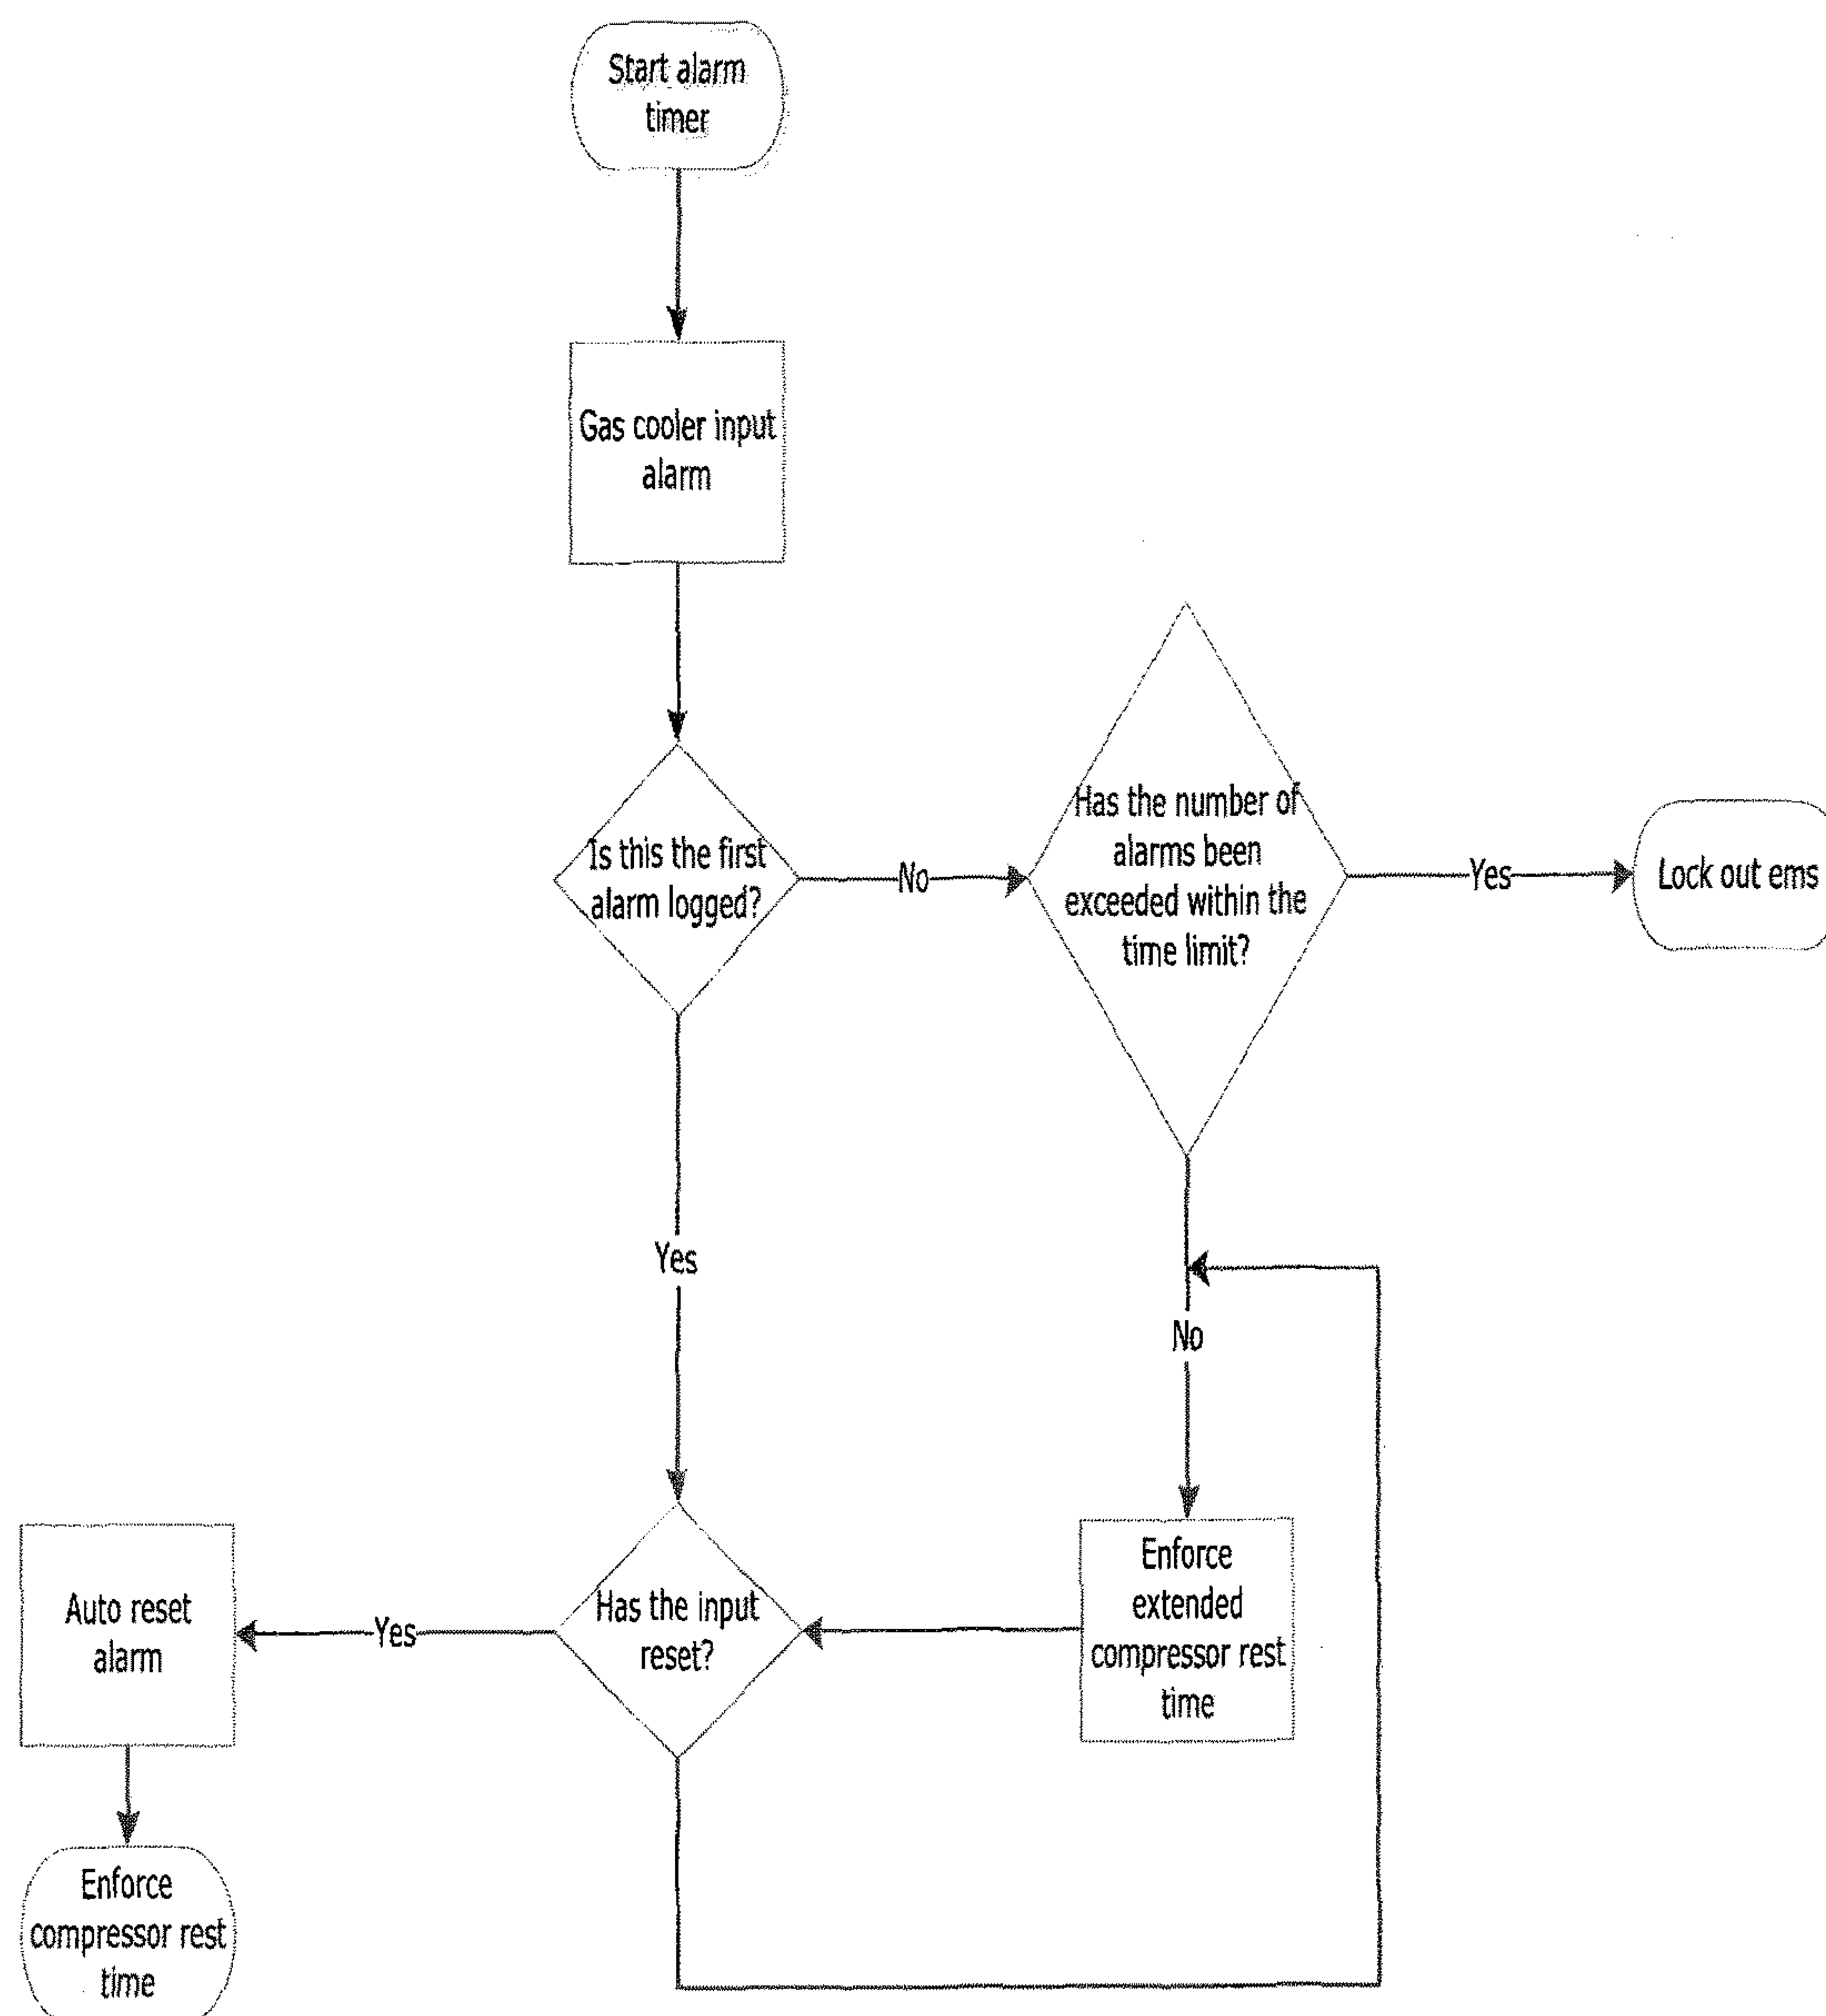 Start alarm
timer
Gas cooler input
alarm
Is this the first
alarm logged?
No
Has the number of
alarms been
exceeded within the
time limit?
Yes
Lock out ems
Yes
No
Auto reset
alarm
Yes
Has the input
reset?
Enforce
extended
compressor rest
time
Enforce
compressor rest
time